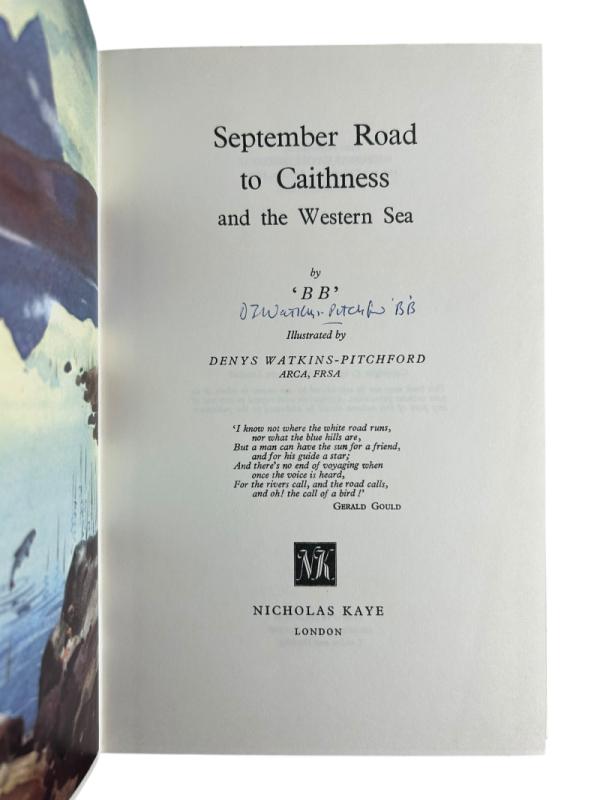 September Road
to Caithness
and the Western Sea
by
‘BB’
DJ Watkins-Pitchford 'BB'
Illustrated by
DENYS WATKINS-PITCHFORD
ARCA, FRSA
‘I know not where the white road runs,
nor what the blue hills are,
But a man can have the sun for a friend,
and for his guide a star;
And there's no end of voyaging when
once the voice is heard,
For the rivers call, and the road calls,
and oh! the call of a bird!’
GERALD GOULD
NK
NICHOLAS KAYE
LONDON